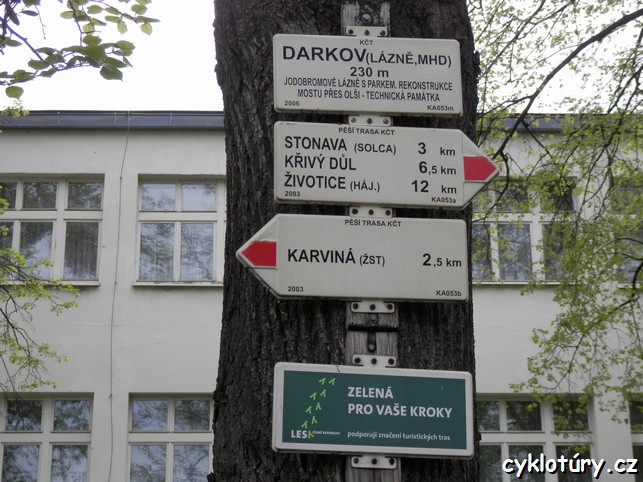 KČT
DARKOV(LÁZNĚ,MHD)
230 m
JODOBROMOVÉ LÁZNĚ S PARKEM. REKONSTRUKCE
MOSTU PŘES OLŠI - TECHNICKÁ PAMÁTKA
2006 KA053m
PĚŠÍ TRASA KČT
STONAVA (SOLCA) 3 km
KŘIVÝ DŮL 6,5 km
ŽIVOTICE (HÁJ.) 12 km
2003 KA053a
PĚŠÍ TRASA KČT
KARVINÁ (ŽST) 2,5 km
2003 KA053b
ZELENÁ
PRO VAŠE KROKY
LESY ČESKÉ REPUBLIKY podporují značení turistických tras
cyklotúry.cz